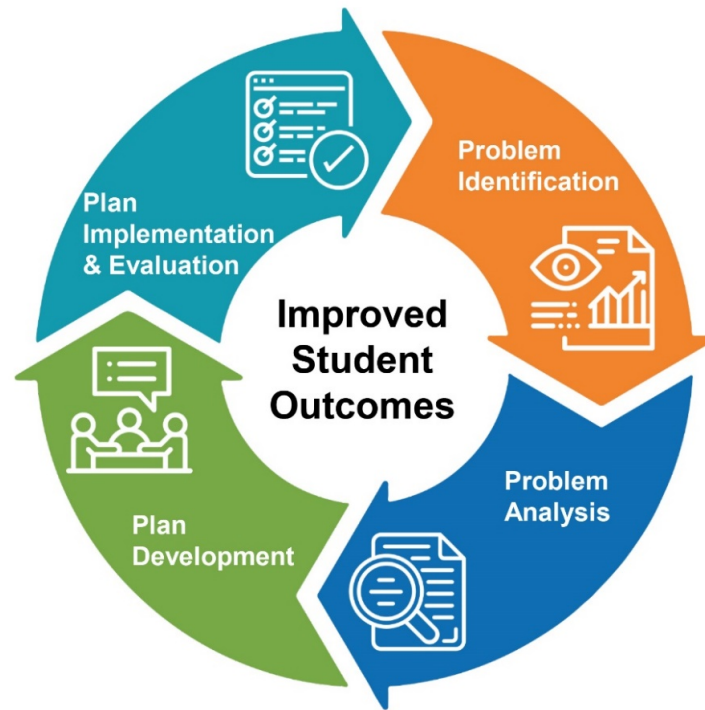 Problem
Identification
Problem
Analysis
Plan
Development
Plan
Implementation
& Evaluation
Improved
Student
Outcomes